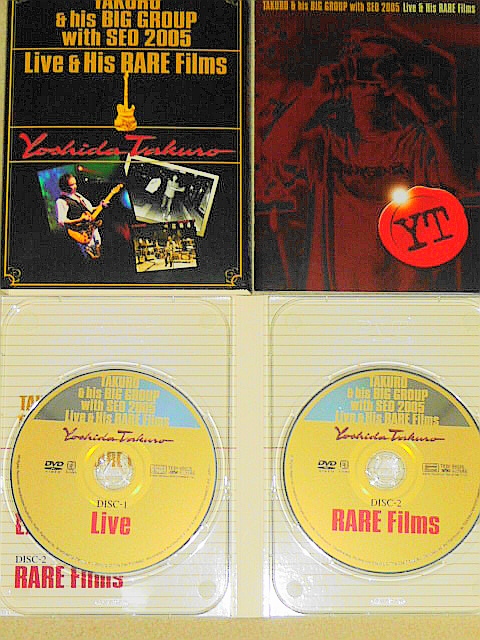 TAKURO
& his BIG GROUP
with SEO 2005
Live & His RARE Films
Yoshida Takuro
TAKURO & his BIG GROUP with SEO 2005 Live & His RARE Films
YT
TAKURO
& his BIG GROUP
with SEO 2005
Live & His RARE Films
Yoshida Takuro
DVD
DISC-1
Live
DISC-2
RARE Films
TAKURO
& his BIG GROUP
with SEO 2005
Live & His RARE Films
Yoshida Takuro
DVD
DISC-2
RARE Films